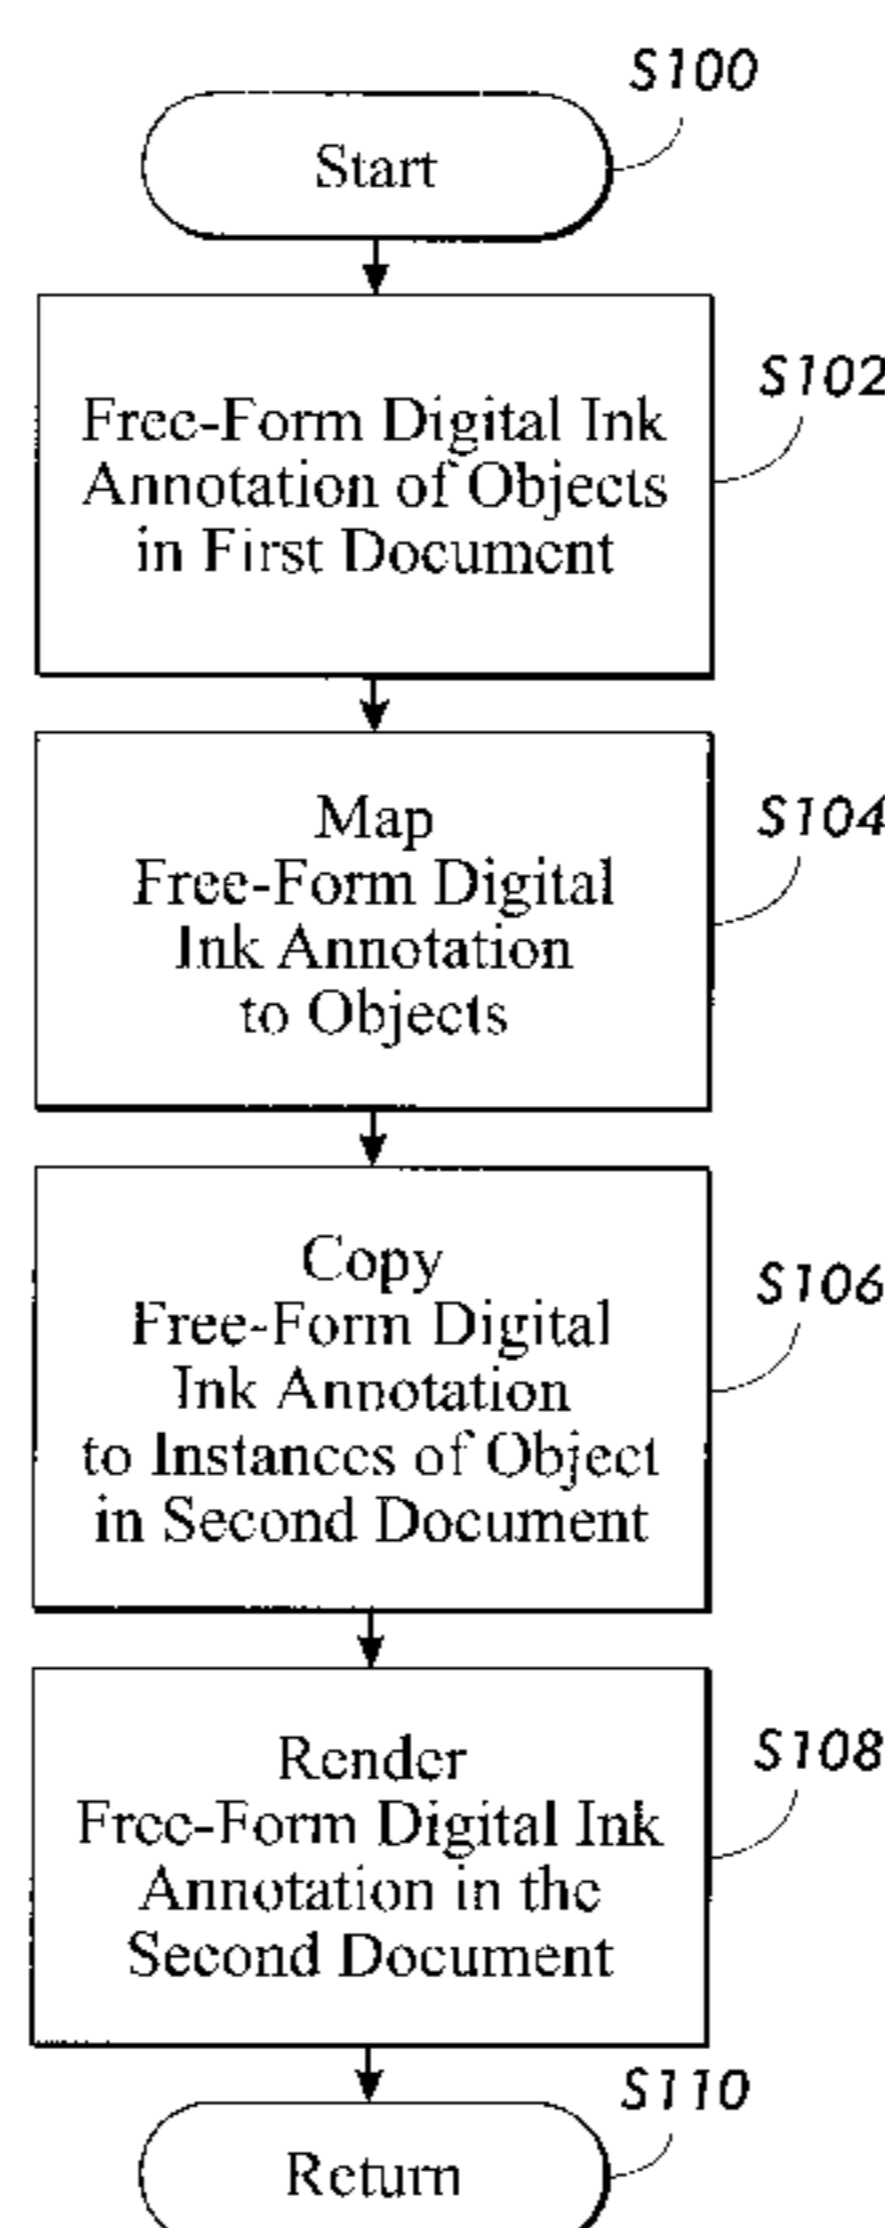 S100
Start
S102
Free-Form Digital Ink
Annotation of Objects
in First Document
S104
Map
Free-Form Digital
Ink Annotation
to Objects
S106
Copy
Free-Form Digital
Ink Annotation
to Instances of Object
in Second Document
S108
Render
Free-Form Digital Ink
Annotation in the
Second Document
S110
Return